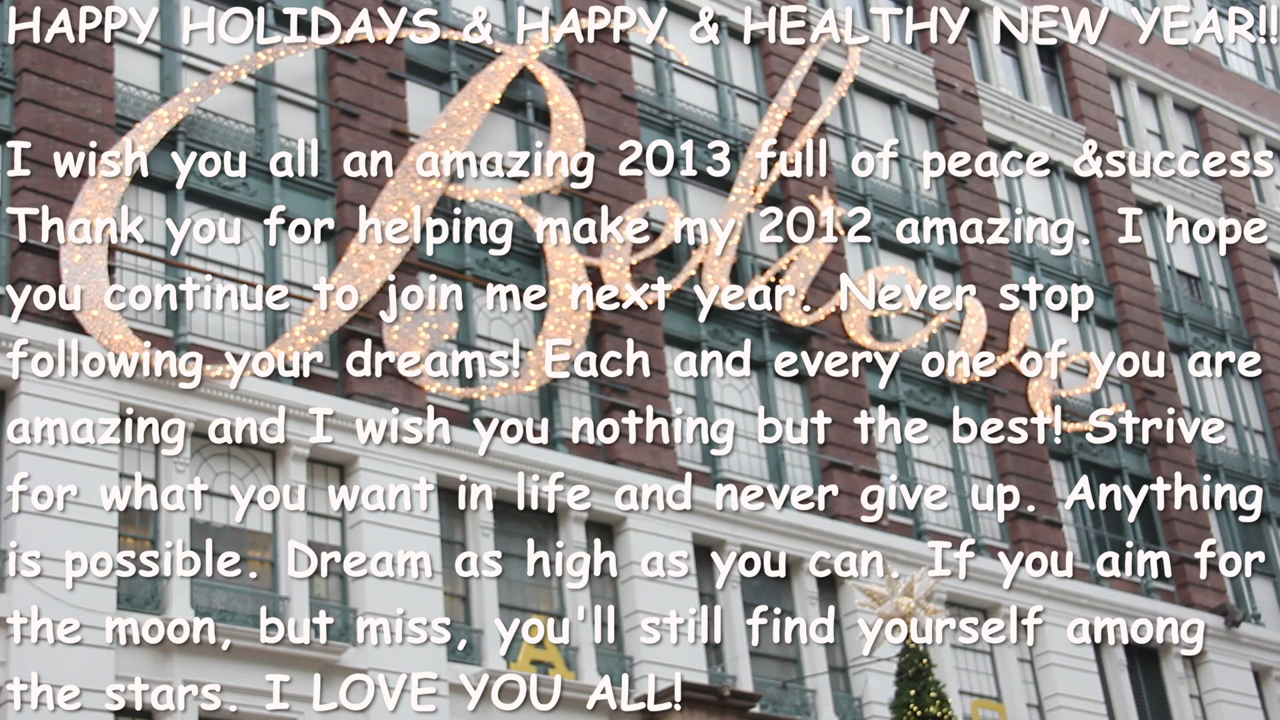 HAPPY HOLIDAYS & HAPPY & HEALTHY NEW YEAR!!
Believe
I wish you all an amazing 2013 full of peace &success
Thank you for helping make my 2012 amazing. I hope
you continue to join me next year. Never stop
following your dreams! Each and every one of you are
amazing and I wish you nothing but the best! Strive
for what you want in life and never give up. Anything
is possible. Dream as high as you can. If you aim for
the moon, but miss, you'll still find yourself among
the stars. I LOVE YOU ALL!
A